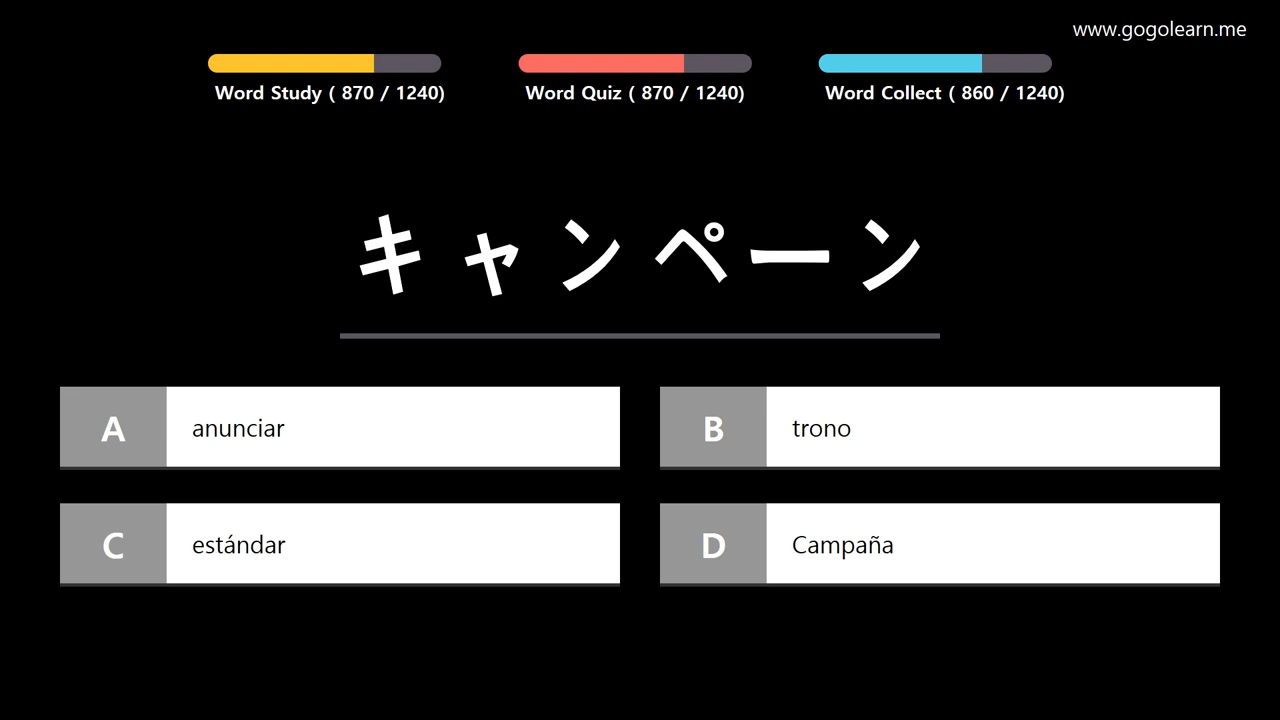 www.gogolearn.me
Word Study ( 870 / 1240)
Word Quiz ( 870 / 1240)
Word Collect ( 860 / 1240)
キャンペーン
A anunciar
B trono
C estándar
D Campaña